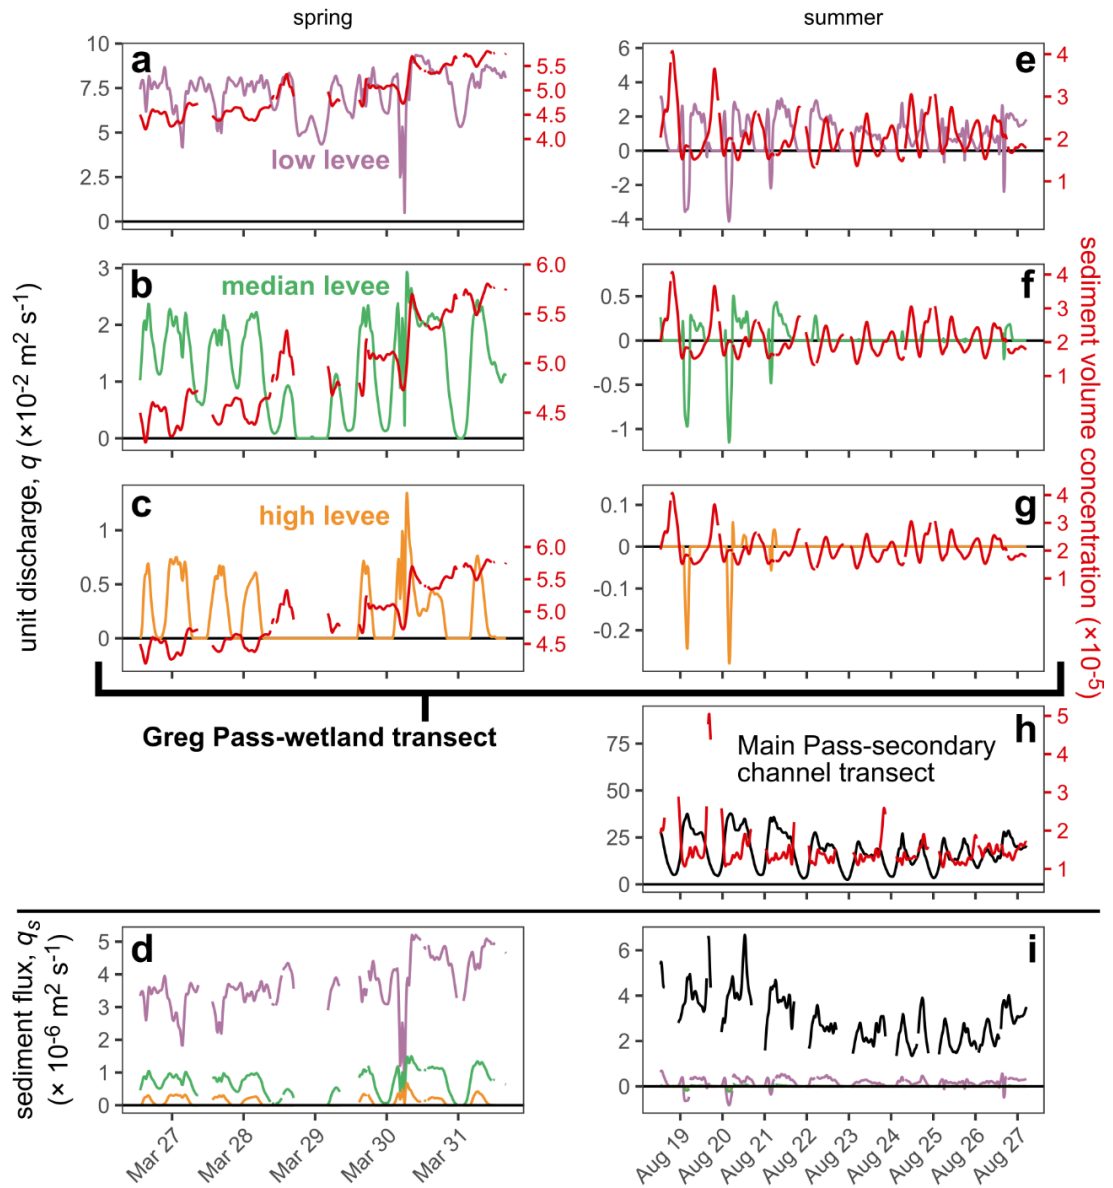 spring
summer
a
10
7.5
5
2.5
0
5.5
5.0
4.5
4.0
low levee
e
6
4
2
0
-2
-4
4
3
2
1
b
median levee
3
2
1
0
6.0
5.5
5.0
4.5
f
0.5
0
-0.5
-1
4
3
2
1
c
high levee
1
0.5
0
6.0
5.5
5.0
4.5
g
0.1
0
-0.1
-0.2
4
3
2
1
unit discharge, q (×10-2 m2 s-1)
sediment volume concentration (×10-5)
Greg Pass-wetland transect
h
Main Pass-secondary
channel transect
75
50
25
0
5
4
3
2
1
d
sediment flux, qs
(× 10-6 m2 s-1)
5
4
3
2
1
0
Mar 27
Mar 28
Mar 29
Mar 30
Mar 31
i
6
4
2
0
Aug 19
Aug 20
Aug 21
Aug 22
Aug 23
Aug 24
Aug 25
Aug 26
Aug 27